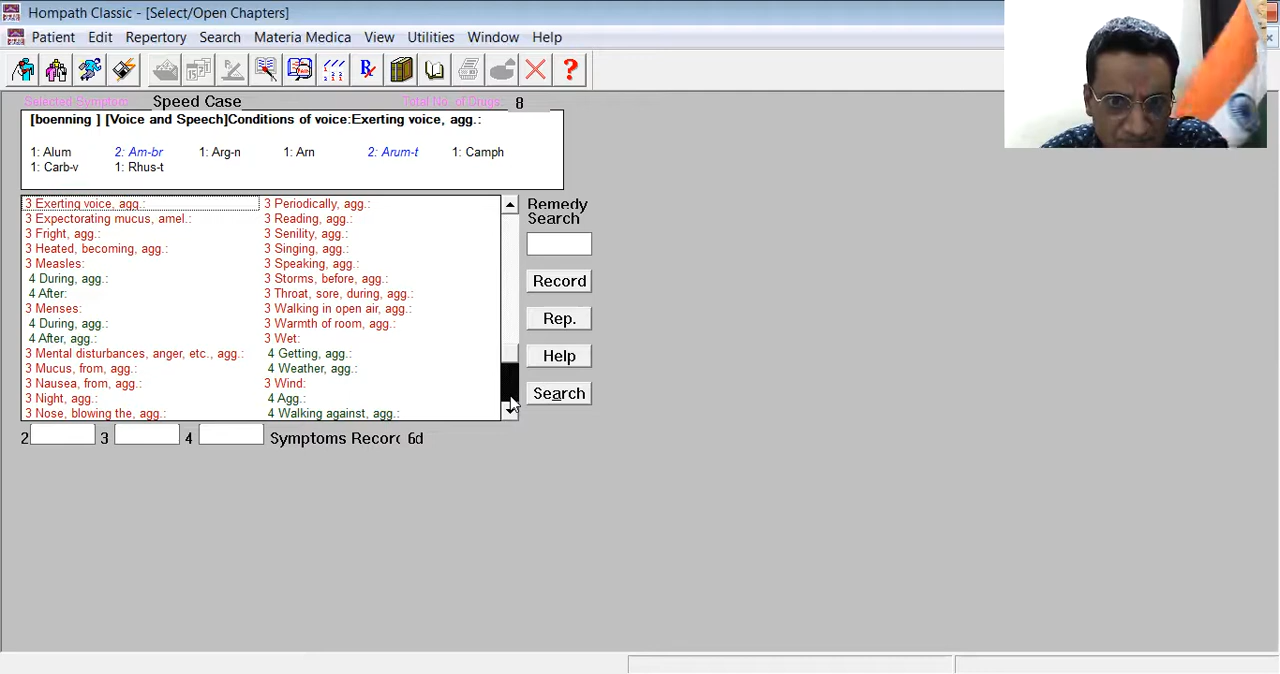 Hompath Classic - [Select/Open Chapters]
Patient Edit Repertory Search Materia Medica View Utilities Window Help
Selected Symptom: Speed Case Total No. of Drugs: 8
[boenning ] [Voice and Speech]Conditions of voice:Exerting voice, agg.:
1: Alum 2: Am-br 1: Arg-n 1: Arn 2: Arum-t 1: Camph
1: Carb-v 1: Rhus-t
3 Exerting voice, agg.:
3 Expectorating mucus, amel.:
3 Fright, agg.:
3 Heated, becoming, agg.:
3 Measles:
4 During, agg.:
4 After:
3 Menses:
4 During, agg.:
4 After, agg.:
3 Mental disturbances, anger, etc., agg.:
3 Mucus, from, agg.:
3 Nausea, from, agg.:
3 Night, agg.:
3 Nose, blowing the, agg.:
3 Periodically, agg.:
3 Reading, agg.:
3 Senility, agg.:
3 Singing, agg.:
3 Speaking, agg.:
3 Storms, before, agg.:
3 Throat, sore, during, agg.:
3 Walking in open air, agg.:
3 Warmth of room, agg.:
3 Wet:
4 Getting, agg.:
4 Weather, agg.:
3 Wind:
4 Agg.:
4 Walking against, agg.:
Remedy
Search
Record
Rep.
Help
Search
2 3 4 Symptoms Recorc 6d